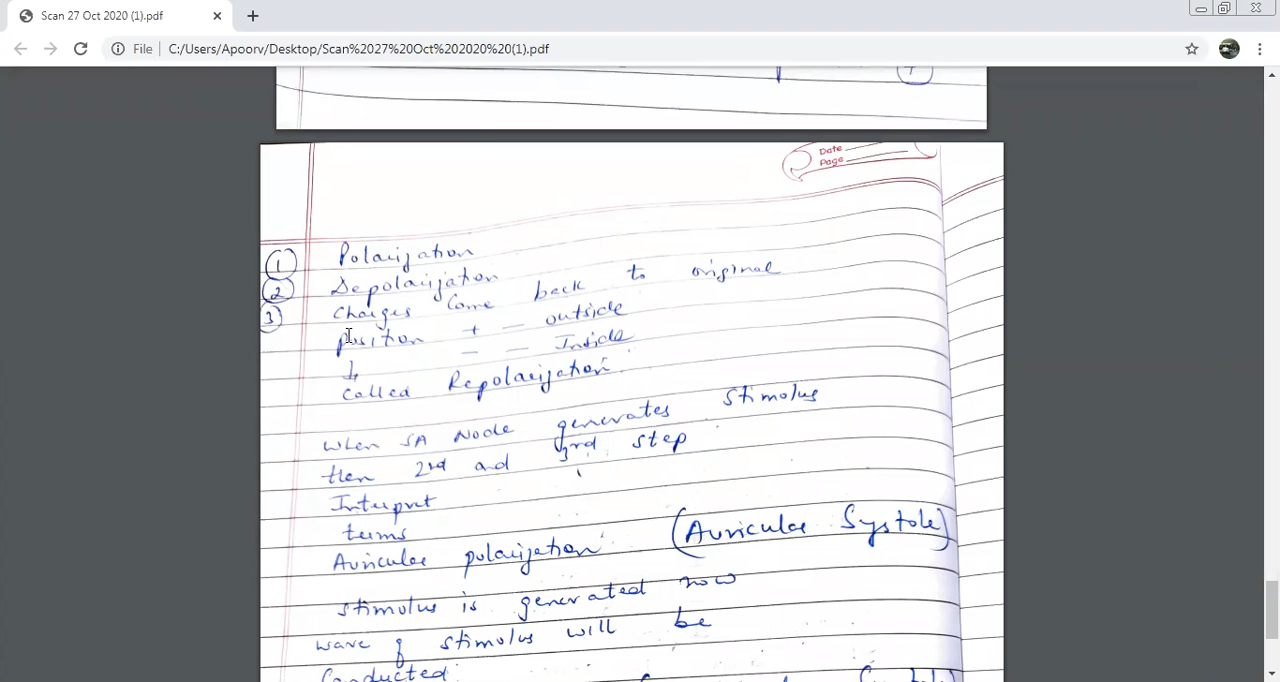 Scan 27 Oct 2020 (1).pdf
File | C:/Users/Apoorv/Desktop/Scan%2027%20Oct%202020%20(1).pdf
Date
Page
1 Polarization
2 Depolarization
3 Charges come back to original
position + — outside
— — Inside
↓
called Repolarization
When SA Node generates stimulus
then 2nd and 3rd step
Interpret
terms
Auricular polarization (Auricular Systole)
stimulus is generated now
wave of stimulus will be
Conducted